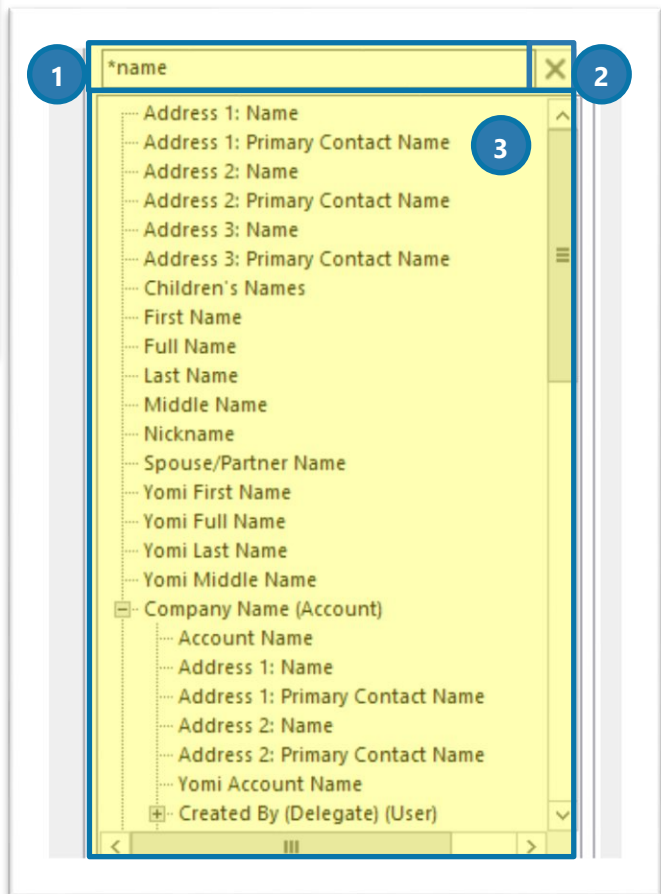 1
*name
2
3
Address 1: Name
Address 1: Primary Contact Name
Address 2: Name
Address 2: Primary Contact Name
Address 3: Name
Address 3: Primary Contact Name
Children's Names
First Name
Full Name
Last Name
Middle Name
Nickname
Spouse/Partner Name
Yomi First Name
Yomi Full Name
Yomi Last Name
Yomi Middle Name
Company Name (Account)
Account Name
Address 1: Name
Address 1: Primary Contact Name
Address 2: Name
Address 2: Primary Contact Name
Yomi Account Name
Created By (Delegate) (User)